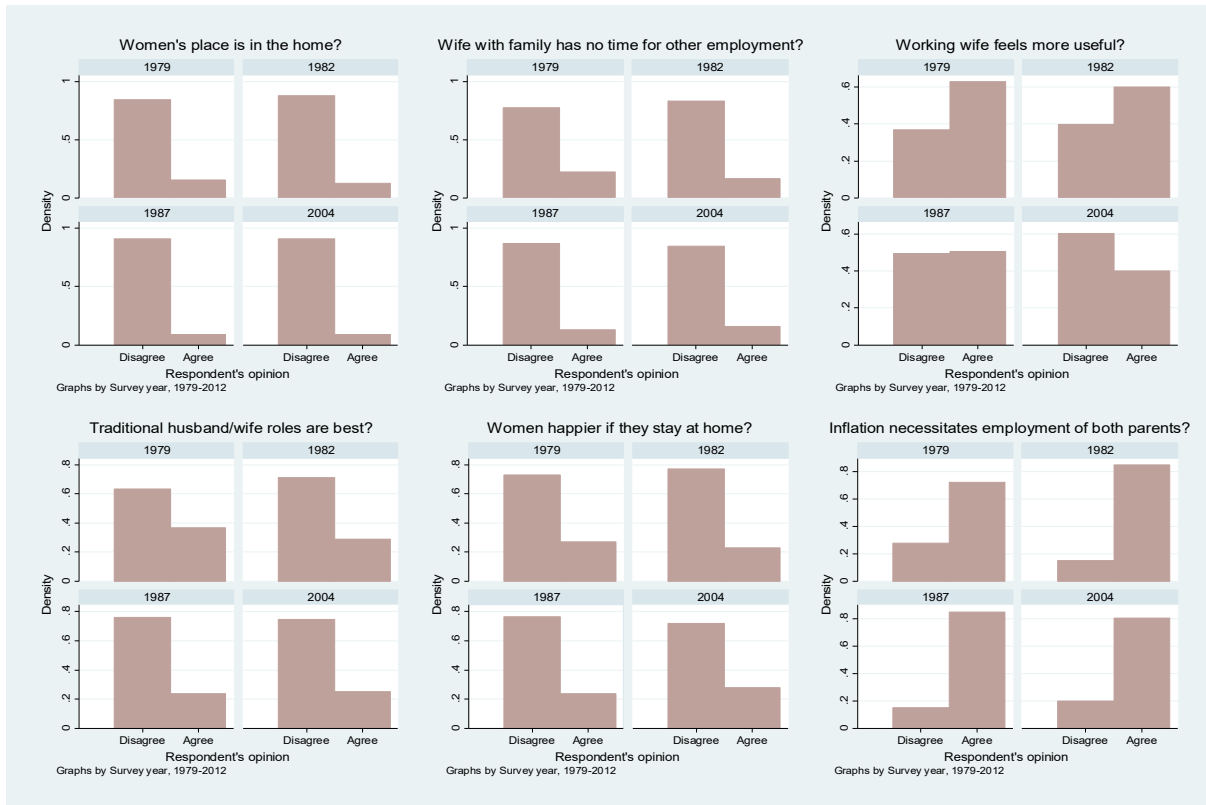 Women's place is in the home?
1979 1982
1
.5
0
1987 2004
1
.5
0
Density
Disagree Agree Disagree Agree
Respondent's opinion
Graphs by Survey year, 1979-2012
Wife with family has no time for other employment?
1979 1982
1
.5
0
1987 2004
1
.5
0
Density
Disagree Agree Disagree Agree
Respondent's opinion
Graphs by Survey year, 1979-2012
Working wife feels more useful?
1979 1982
.6
.4
.2
0
1987 2004
.6
.4
.2
0
Density
Disagree Agree Disagree Agree
Respondent's opinion
Graphs by Survey year, 1979-2012
Traditional husband/wife roles are best?
1979 1982
.8
.6
.4
.2
0
1987 2004
.8
.6
.4
.2
0
Density
Disagree Agree Disagree Agree
Respondent's opinion
Graphs by Survey year, 1979-2012
Women happier if they stay at home?
1979 1982
.8
.6
.4
.2
0
1987 2004
.8
.6
.4
.2
0
Density
Disagree Agree Disagree Agree
Respondent's opinion
Graphs by Survey year, 1979-2012
Inflation necessitates employment of both parents?
1979 1982
.8
.6
.4
.2
0
1987 2004
.8
.6
.4
.2
0
Density
Disagree Agree Disagree Agree
Respondent's opinion
Graphs by Survey year, 1979-2012